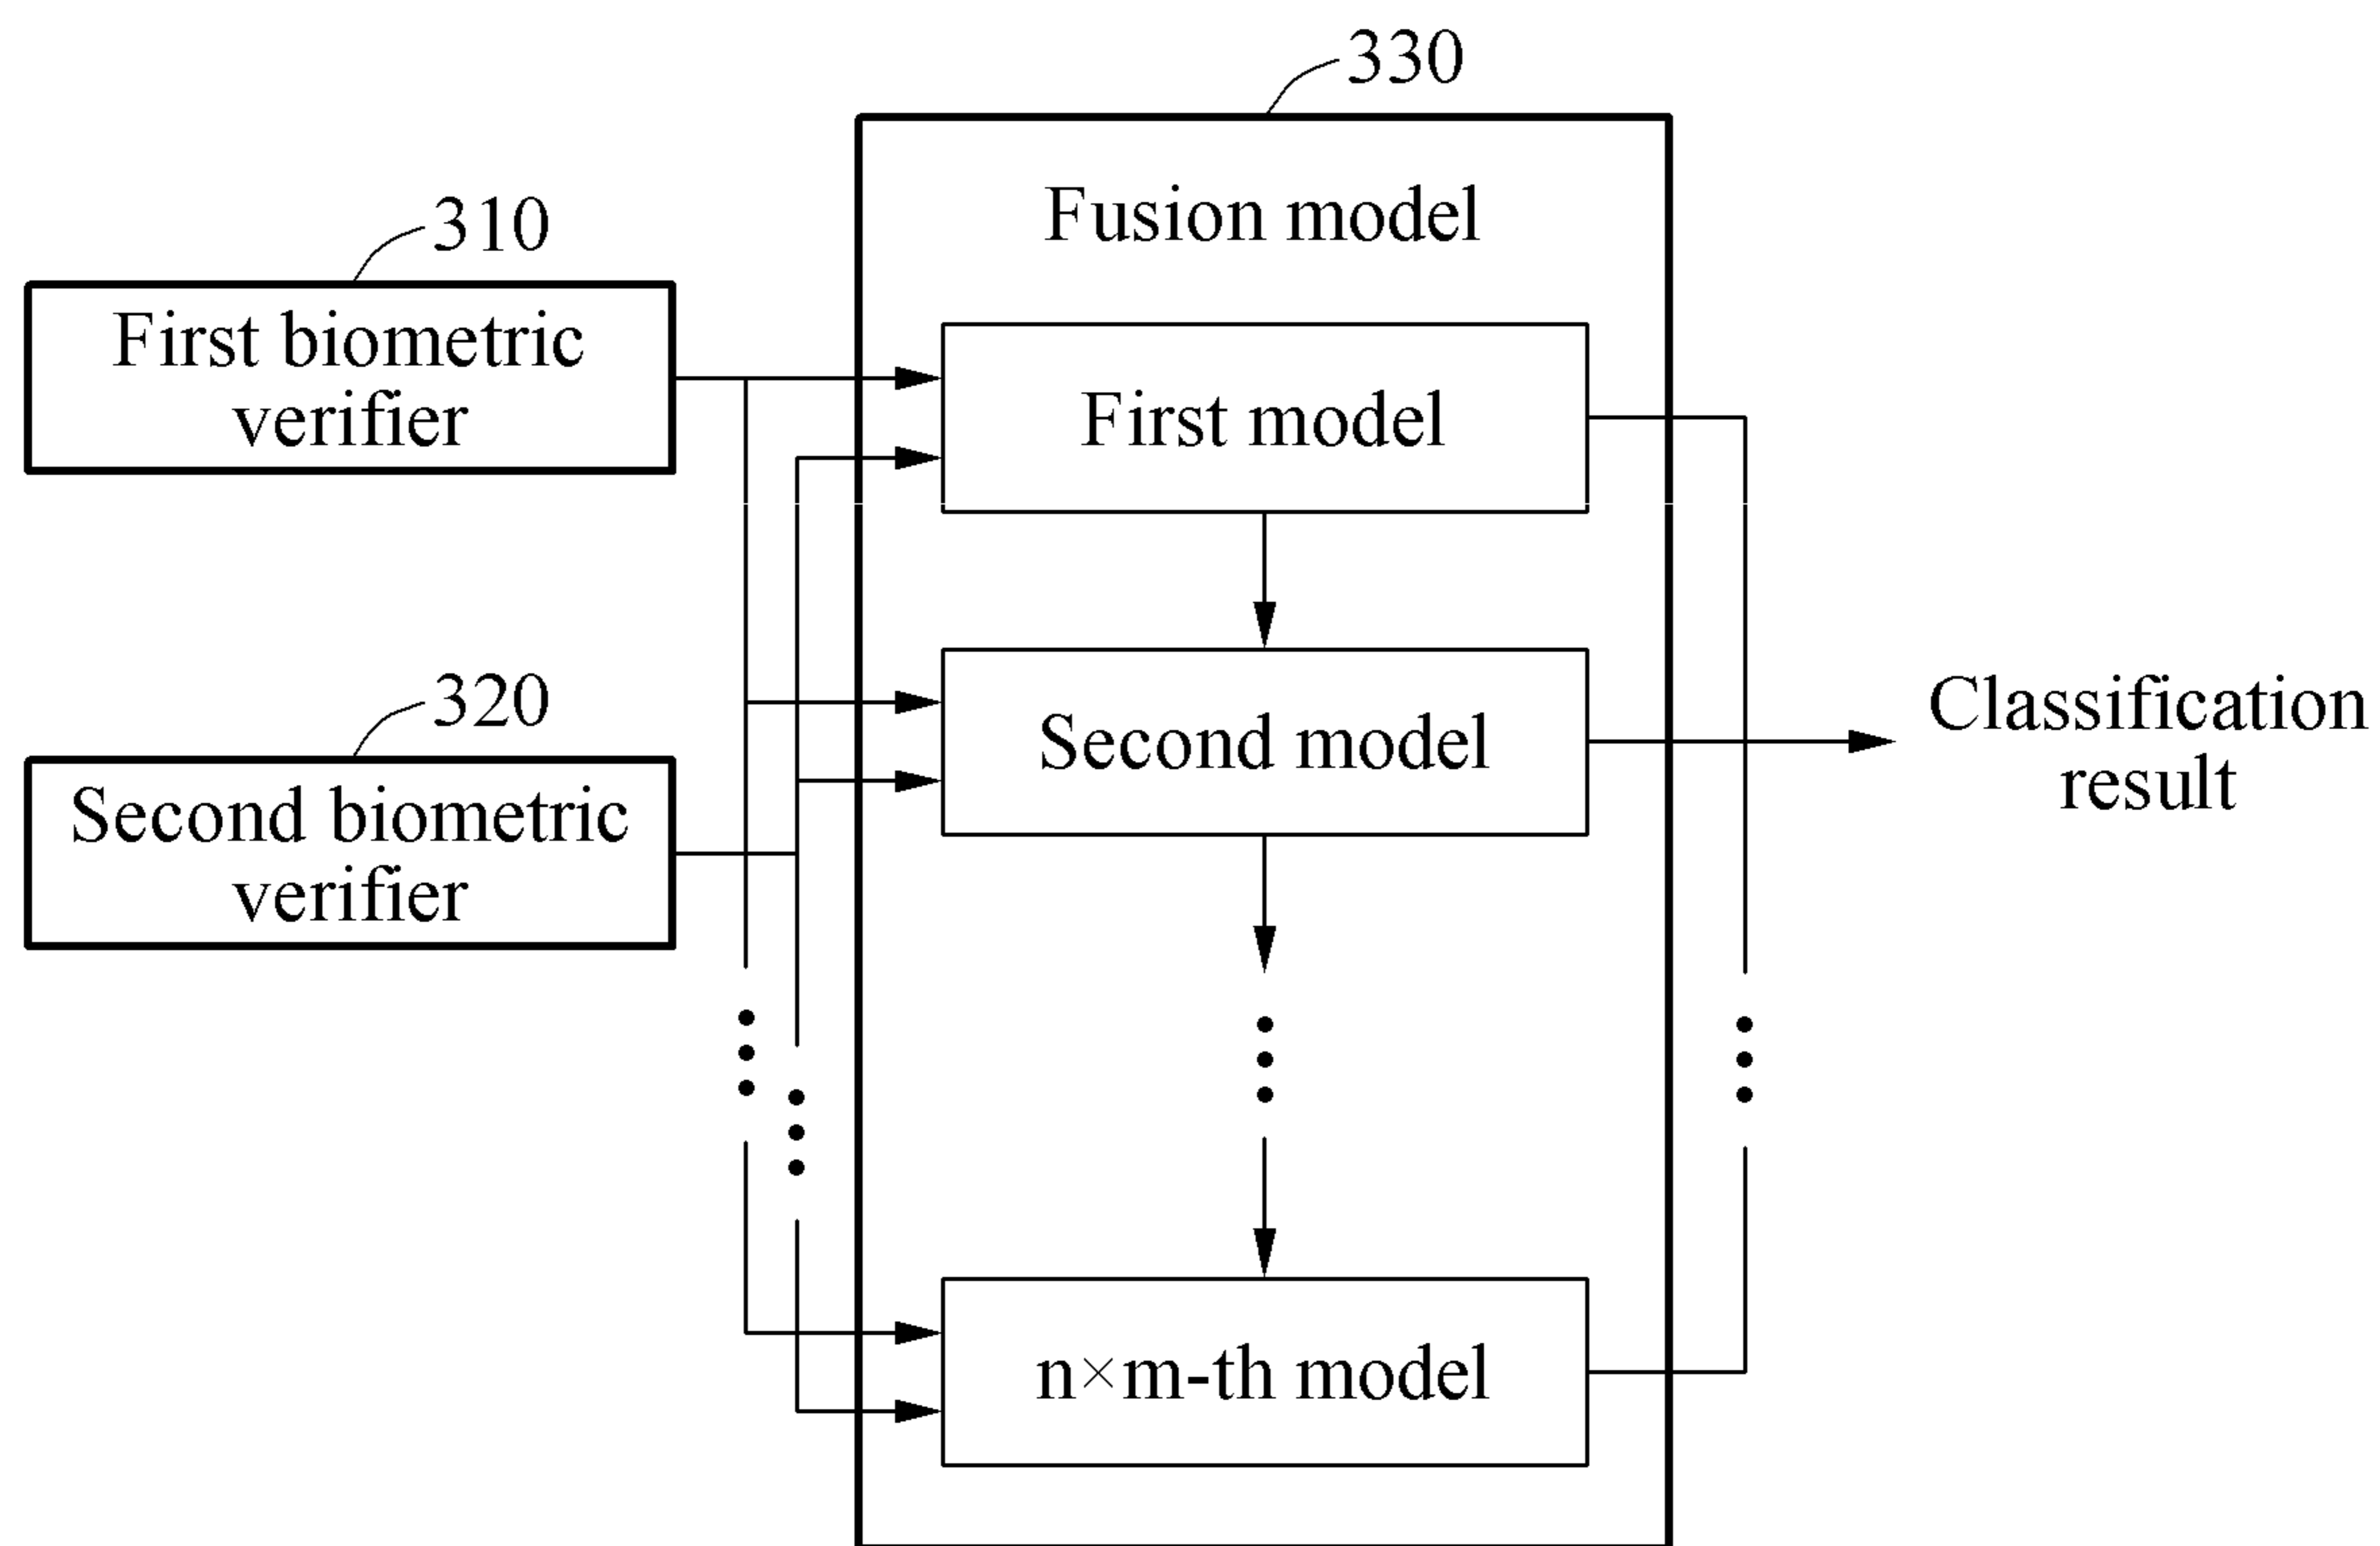 330
Fusion model
310
First biometric
verifier
First model
320
Second biometric
verifier
Second model
Classification
result
n×m-th model